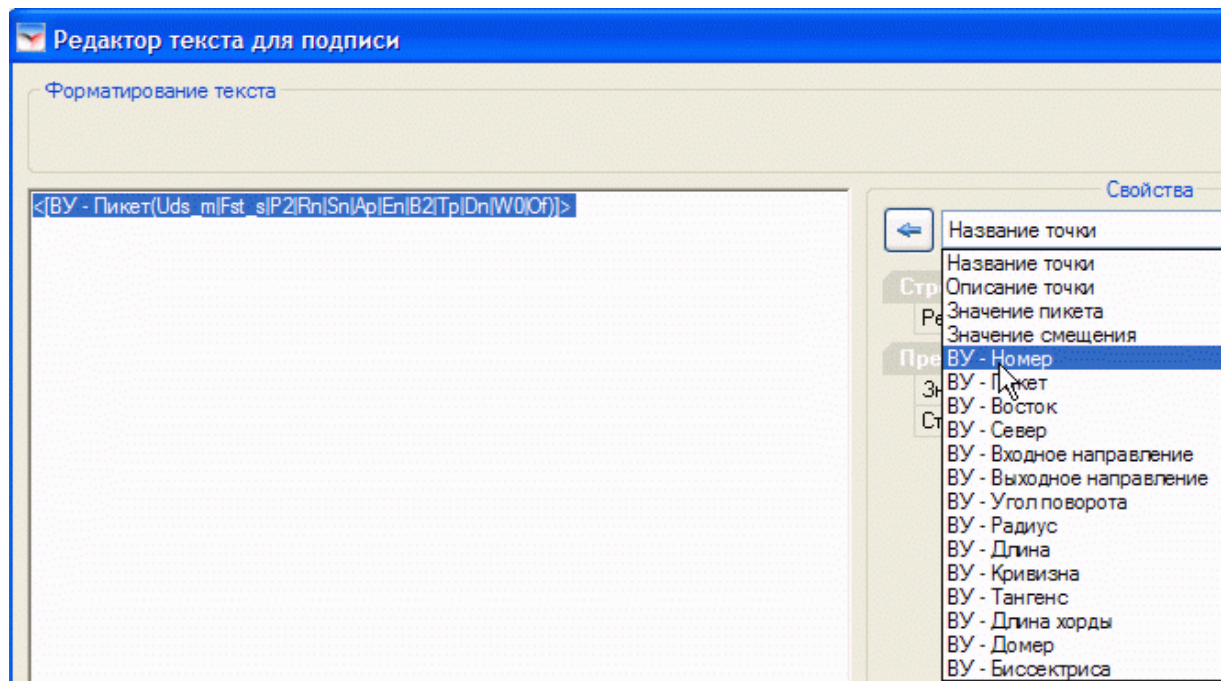 Редактор текста для подписи
Форматирование текста
<[ВУ - Пикет(Uds_m|Fst_s|P2|Rn|Sn|Ap|En|B2|Tp|Dn|W0|Of)]>
Свойства
Название точки
Название точки
Описание точки
Значение пикета
Значение смещения
ВУ - Номер
ВУ - Пикет
ВУ - Восток
ВУ - Север
ВУ - Входное направление
ВУ - Выходное направление
ВУ - Угол поворота
ВУ - Радиус
ВУ - Длина
ВУ - Кривизна
ВУ - Тангенс
ВУ - Длина хорды
ВУ - Домер
ВУ - Биссектриса